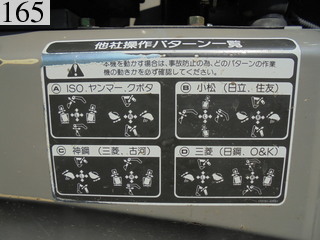 165
他社操作パターン一覧
本機を動かす場合は、事故防止の為、どのパターンの作業
機の動きかを必ず確認してください。
A ISO、ヤンマー クボタ
B 小松（日立、住友）
C 神鋼（三菱、古河）
D 三菱（日鋼、O&K）